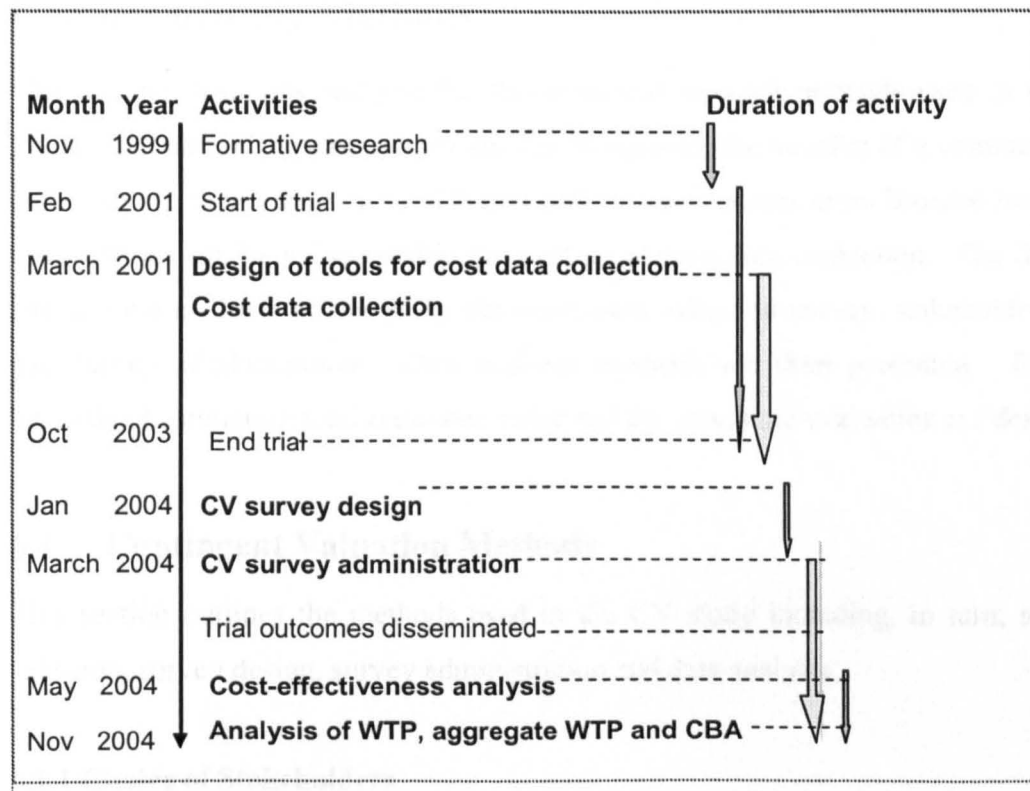 Month Year Activities Duration of activity
Nov 1999 Formative research
Feb 2001 Start of trial
March 2001 Design of tools for cost data collection
Cost data collection
Oct 2003 End trial
Jan 2004 CV survey design
March 2004 CV survey administration
Trial outcomes disseminated
May 2004 Cost-effectiveness analysis
Nov 2004 Analysis of WTP, aggregate WTP and CBA